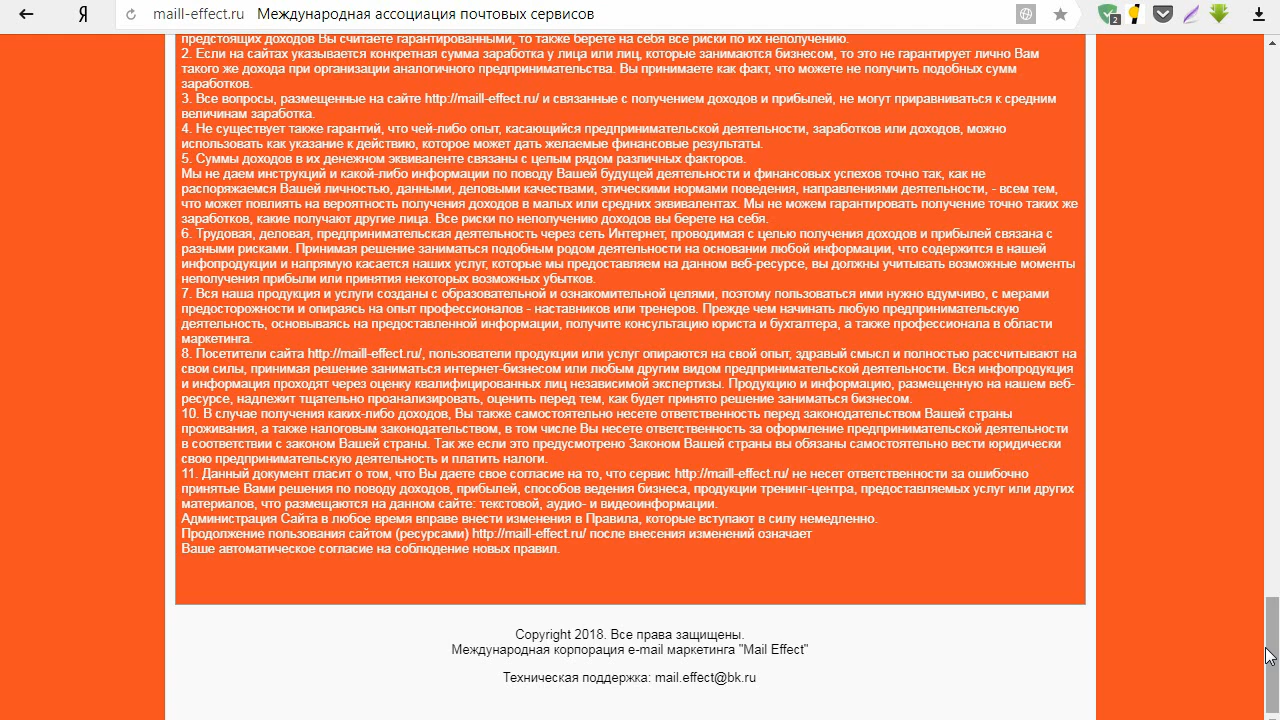 Я
maill-effect.ru Международная ассоциация почтовых сервисов
2
предстоящих доходов Вы считаете гарантированными, то также берете на себя все риски по их неполучению.
2. Если на сайтах указывается конкретная сумма заработка у лица или лиц, которые занимаются бизнесом, то это не гарантирует лично Вам
такого же дохода при организации аналогичного предпринимательства. Вы принимаете как факт, что можете не получить подобных сумм
заработков.
3. Все вопросы, размещенные на сайте http://maill-effect.ru/ и связанные с получением доходов и прибылей, не могут приравниваться к средним
величинам заработка.
4. Не существует также гарантий, что чей-либо опыт, касающийся предпринимательской деятельности, заработков или доходов, можно
использовать как указание к действию, которое может дать желаемые финансовые результаты.
5. Суммы доходов в их денежном эквиваленте связаны с целым рядом различных факторов.
Мы не даем инструкций и какой-либо информации по поводу Вашей будущей деятельности и финансовых успехов точно так, как не
распоряжаемся Вашей личностью, данными, деловыми качествами, этическими нормами поведения, направлениями деятельности, - всем тем,
что может повлиять на вероятность получения доходов в малых или средних эквивалентах. Мы не можем гарантировать получение точно таких же
заработков, какие получают другие лица. Все риски по неполучению доходов вы берете на себя.
6. Трудовая, деловая, предпринимательская деятельность через сеть Интернет, проводимая с целью получения доходов и прибылей связана с
разными рисками. Принимая решение заниматься подобным родом деятельности на основании любой информации, что содержится в нашей
инфопродукции и напрямую касается наших услуг, которые мы предоставляем на данном веб-ресурсе, вы должны учитывать возможные моменты
неполучения прибыли или принятия некоторых возможных убытков.
7. Вся наша продукция и услуги созданы с образовательной и ознакомительной целями, поэтому пользоваться ими нужно вдумчиво, с мерами
предосторожности и опираясь на опыт профессионалов - наставников или тренеров. Прежде чем начинать любую предпринимательскую
деятельность, основываясь на предоставленной информации, получите консультацию юриста и бухгалтера, а также профессионала в области
маркетинга.
8. Посетители сайта http://maill-effect.ru/, пользователи продукции или услуг опираются на свой опыт, здравый смысл и полностью рассчитывают на
свои силы, принимая решение заниматься интернет-бизнесом или любым другим видом предпринимательской деятельности. Вся инфопродукция
и информация проходят через оценку квалифицированных лиц независимой экспертизы. Продукцию и информацию, размещенную на нашем веб-
ресурсе, надлежит тщательно проанализировать, оценить перед тем, как будет принято решение заниматься бизнесом.
10. В случае получения каких-либо доходов, Вы также самостоятельно несете ответственность перед законодательством Вашей страны
проживания, а также налоговым законодательством, в том числе Вы несете ответственность за оформление предпринимательской деятельности
в соответствии с законом Вашей страны. Так же если это предусмотрено Законом Вашей страны вы обязаны самостоятельно вести юридически
свою предпринимательскую деятельность и платить налоги.
11. Данный документ гласит о том, что Вы даете свое согласие на то, что сервис http://maill-effect.ru/ не несет ответственности за ошибочно
принятые Вами решения по поводу доходов, прибылей, способов ведения бизнеса, продукции тренинг-центра, предоставляемых услуг или других
материалов, что размещаются на данном сайте: текстовой, аудио- и видеоинформации.
Администрация Сайта в любое время вправе внести изменения в Правила, которые вступают в силу немедленно.
Продолжение пользования сайтом (ресурсами) http://maill-effect.ru/ после внесения изменений означает
Ваше автоматическое согласие на соблюдение новых правил.
Copyright 2018. Все права защищены.
Международная корпорация e-mail маркетинга "Mail Effect"
Техническая поддержка: mail.effect@bk.ru